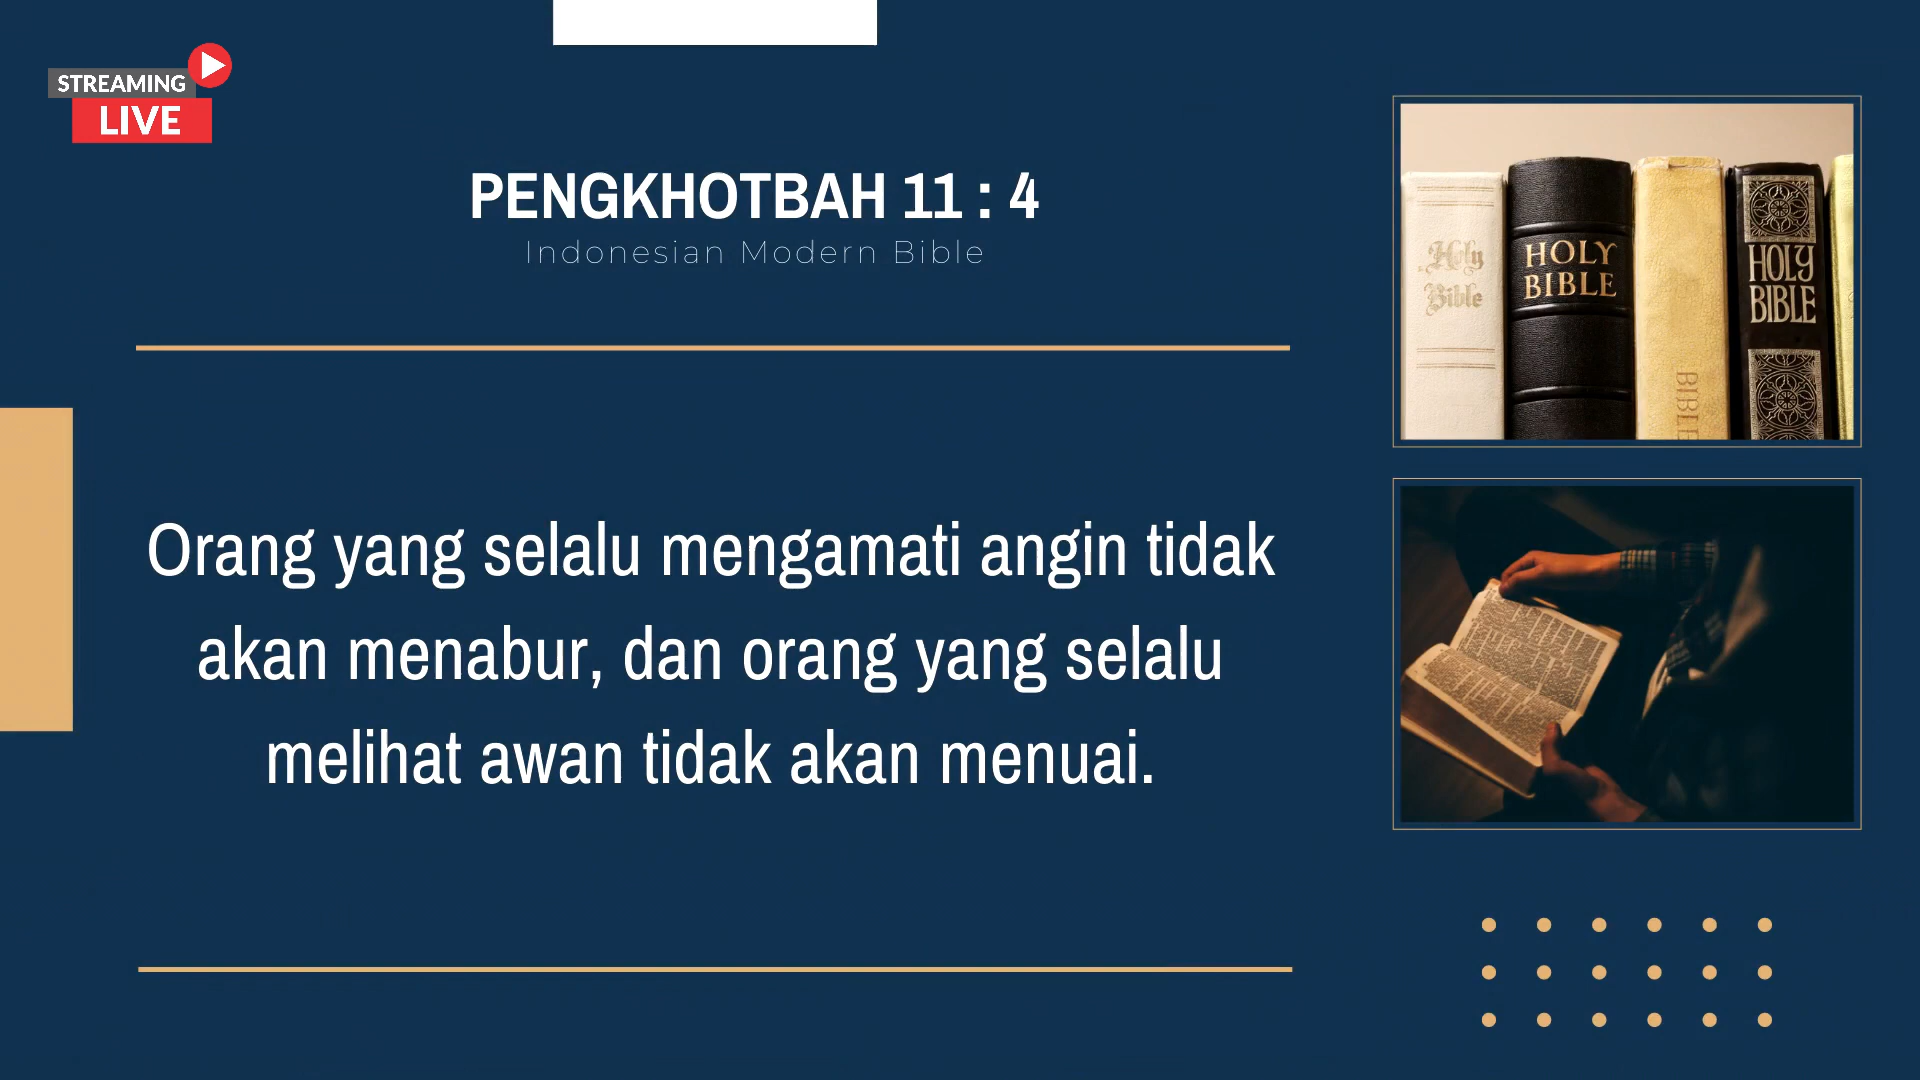 STREAMING
LIVE
PENGKHOTBAH 11 : 4
Indonesian Modern Bible
Orang yang selalu mengamati angin tidak
akan menabur, dan orang yang selalu
melihat awan tidak akan menuai.
Holy
Bible
HOLY
BIBLE
BIBLE
HOLY
BIBLE